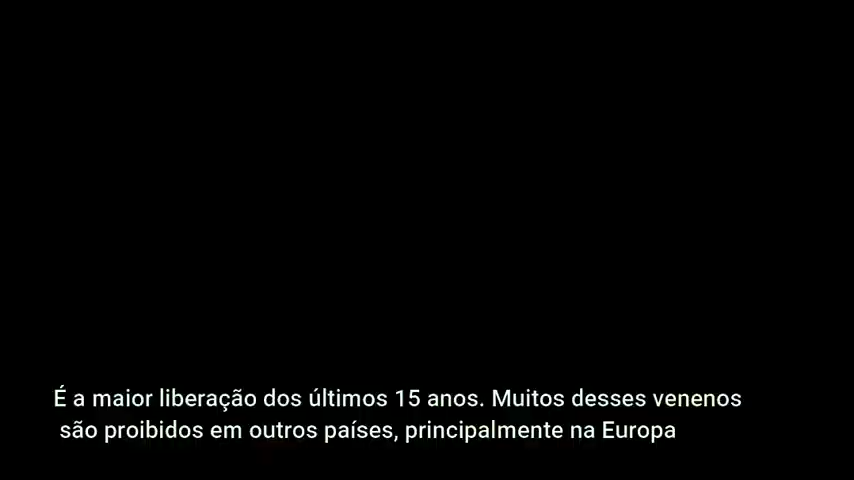 É a maior liberação dos últimos 15 anos. Muitos desses venenos
são proibidos em outros países, principalmente na Europa